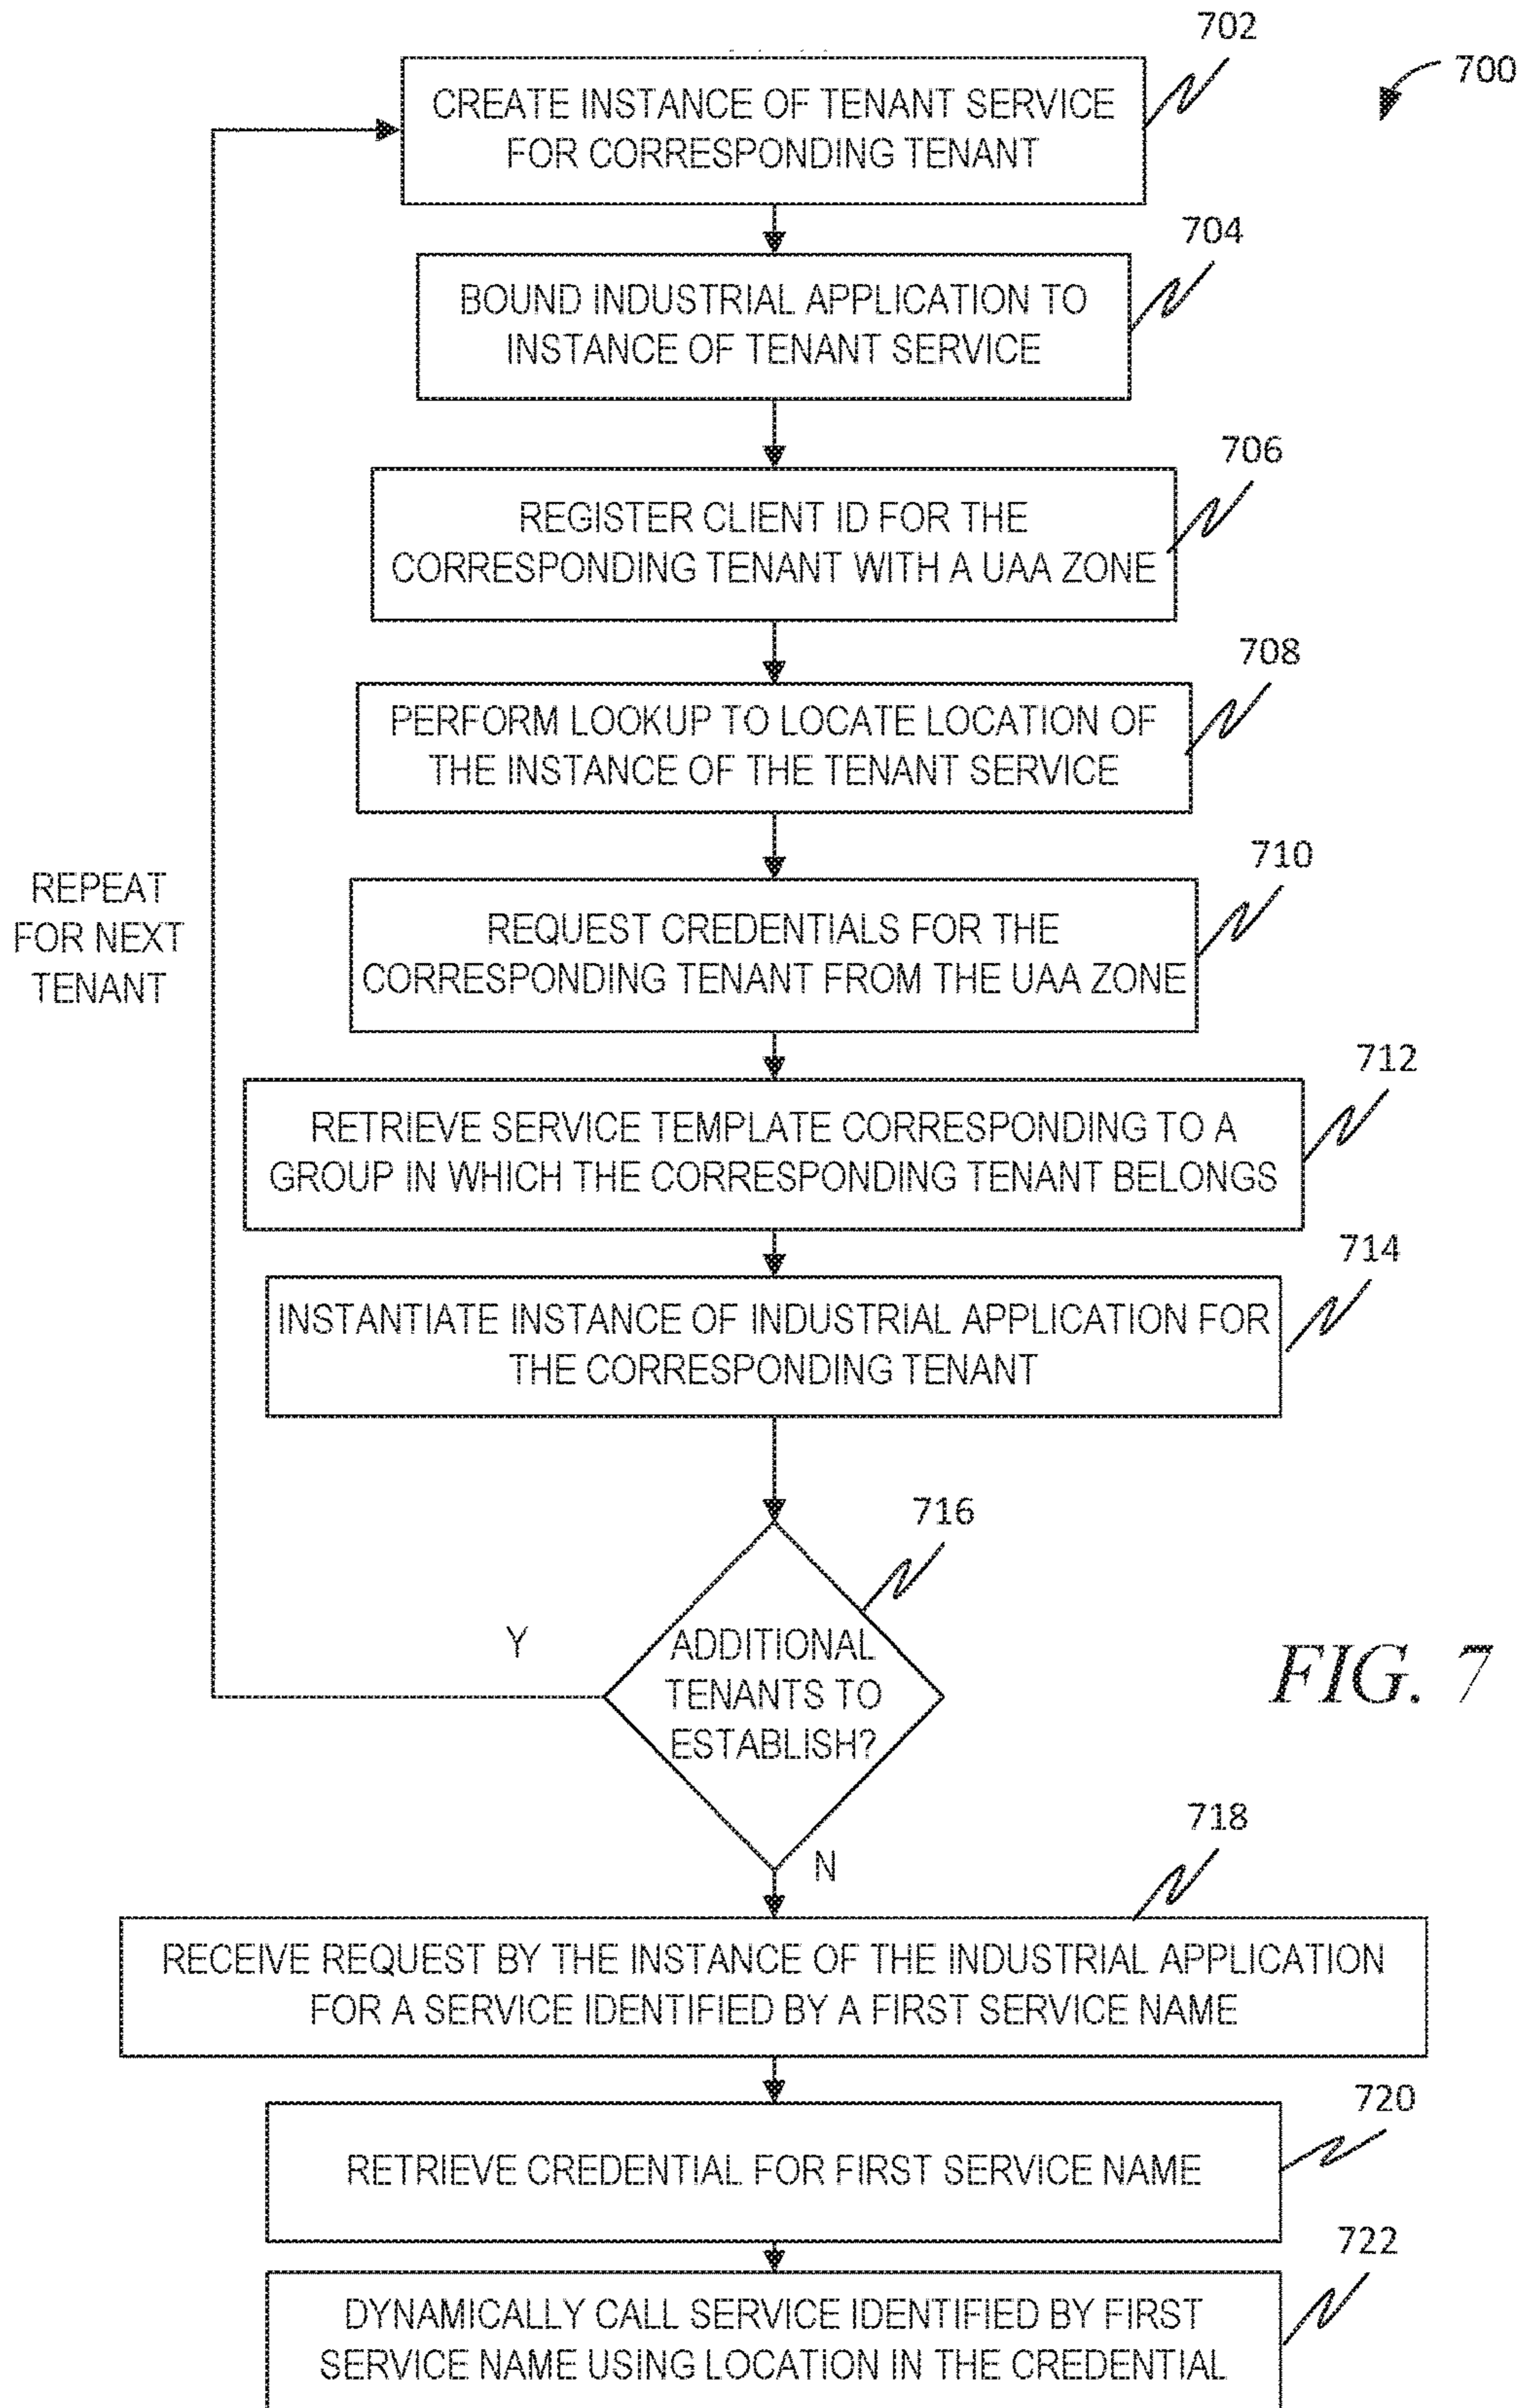 702
700
CREATE INSTANCE OF TENANT SERVICE
FOR CORRESPONDING TENANT
704
BOUND INDUSTRIAL APPLICATION TO
INSTANCE OF TENANT SERVICE
706
REGISTER CLIENT ID FOR THE
CORRESPONDING TENANT WITH A UAA ZONE
708
PERFORM LOOKUP TO LOCATE LOCATION OF
THE INSTANCE OF THE TENANT SERVICE
710
REPEAT
FOR NEXT
TENANT
REQUEST CREDENTIALS FOR THE
CORRESPONDING TENANT FROM THE UAA ZONE
712
RETRIEVE SERVICE TEMPLATE CORRESPONDING TO A
GROUP IN WHICH THE CORRESPONDING TENANT BELONGS
714
INSTANTIATE INSTANCE OF INDUSTRIAL APPLICATION FOR
THE CORRESPONDING TENANT
716
Y
ADDITIONAL
TENANTS TO
ESTABLISH?
FIG. 7
N
718
RECEIVE REQUEST BY THE INSTANCE OF THE INDUSTRIAL APPLICATION
FOR A SERVICE IDENTIFIED BY A FIRST SERVICE NAME
720
RETRIEVE CREDENTIAL FOR FIRST SERVICE NAME
722
DYNAMICALLY CALL SERVICE IDENTIFIED BY FIRST
SERVICE NAME USING LOCATION IN THE CREDENTIAL